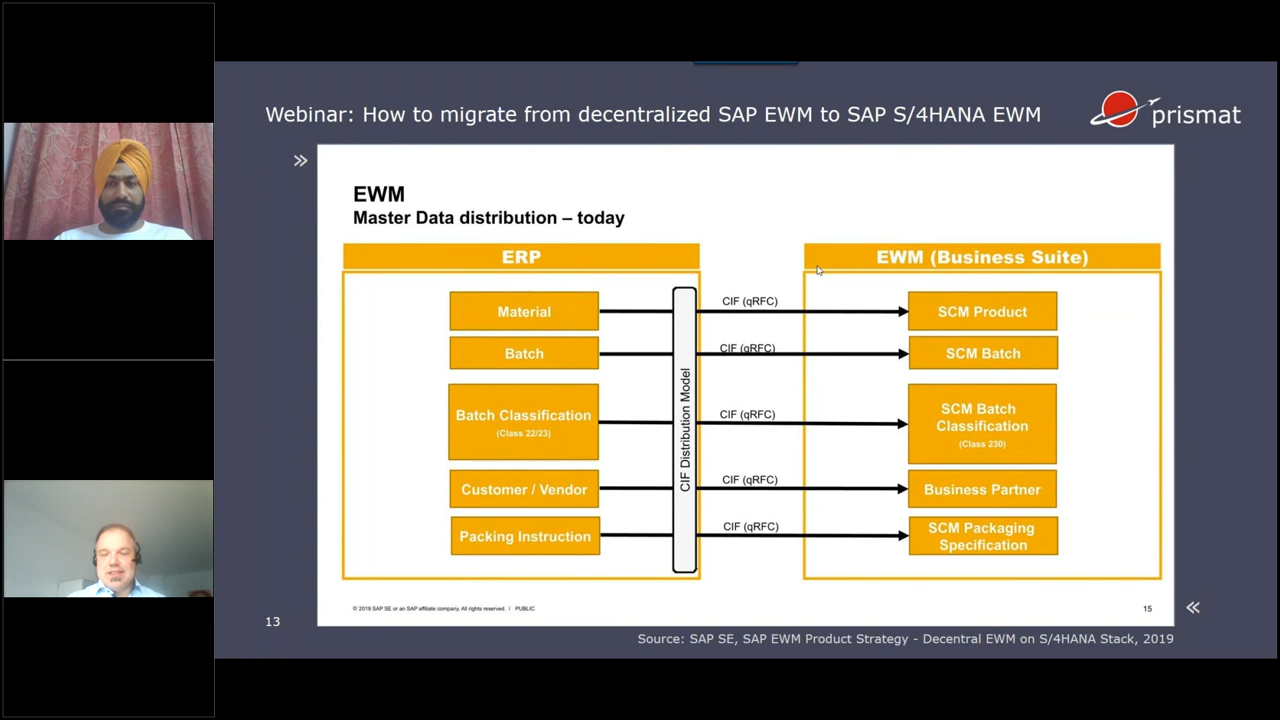 Webinar: How to migrate from decentralized SAP EWM to SAP S/4HANA EWM
prismat
»
EWM
Master Data distribution – today
ERP
EWM (Business Suite)
Material
CIF (qRFC)
SCM Product
Batch
CIF (qRFC)
SCM Batch
Batch Classification
(Class 22/23)
CIF (qRFC)
SCM Batch
Classification
(Class 230)
CIF Distribution Model
Customer / Vendor
CIF (qRFC)
Business Partner
Packing Instruction
CIF (qRFC)
SCM Packaging
Specification
© 2019 SAP SE or an SAP affiliate company. All rights reserved. | PUBLIC
15
«
13
Source: SAP SE, SAP EWM Product Strategy - Decentral EWM on S/4HANA Stack, 2019